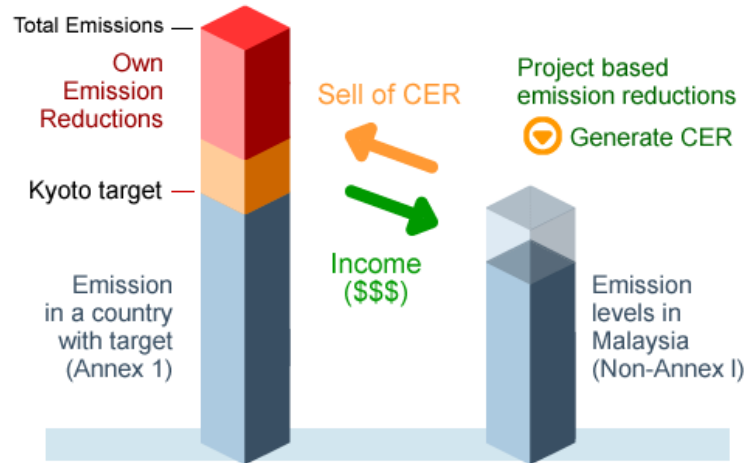 Total Emissions
Own
Emission
Reductions
Kyoto target
Emission
in a country
with target
(Annex 1)
Sell of CER
Income
($$$)
Project based
emission reductions
Generate CER
Emission
levels in
Malaysia
(Non-Annex I)